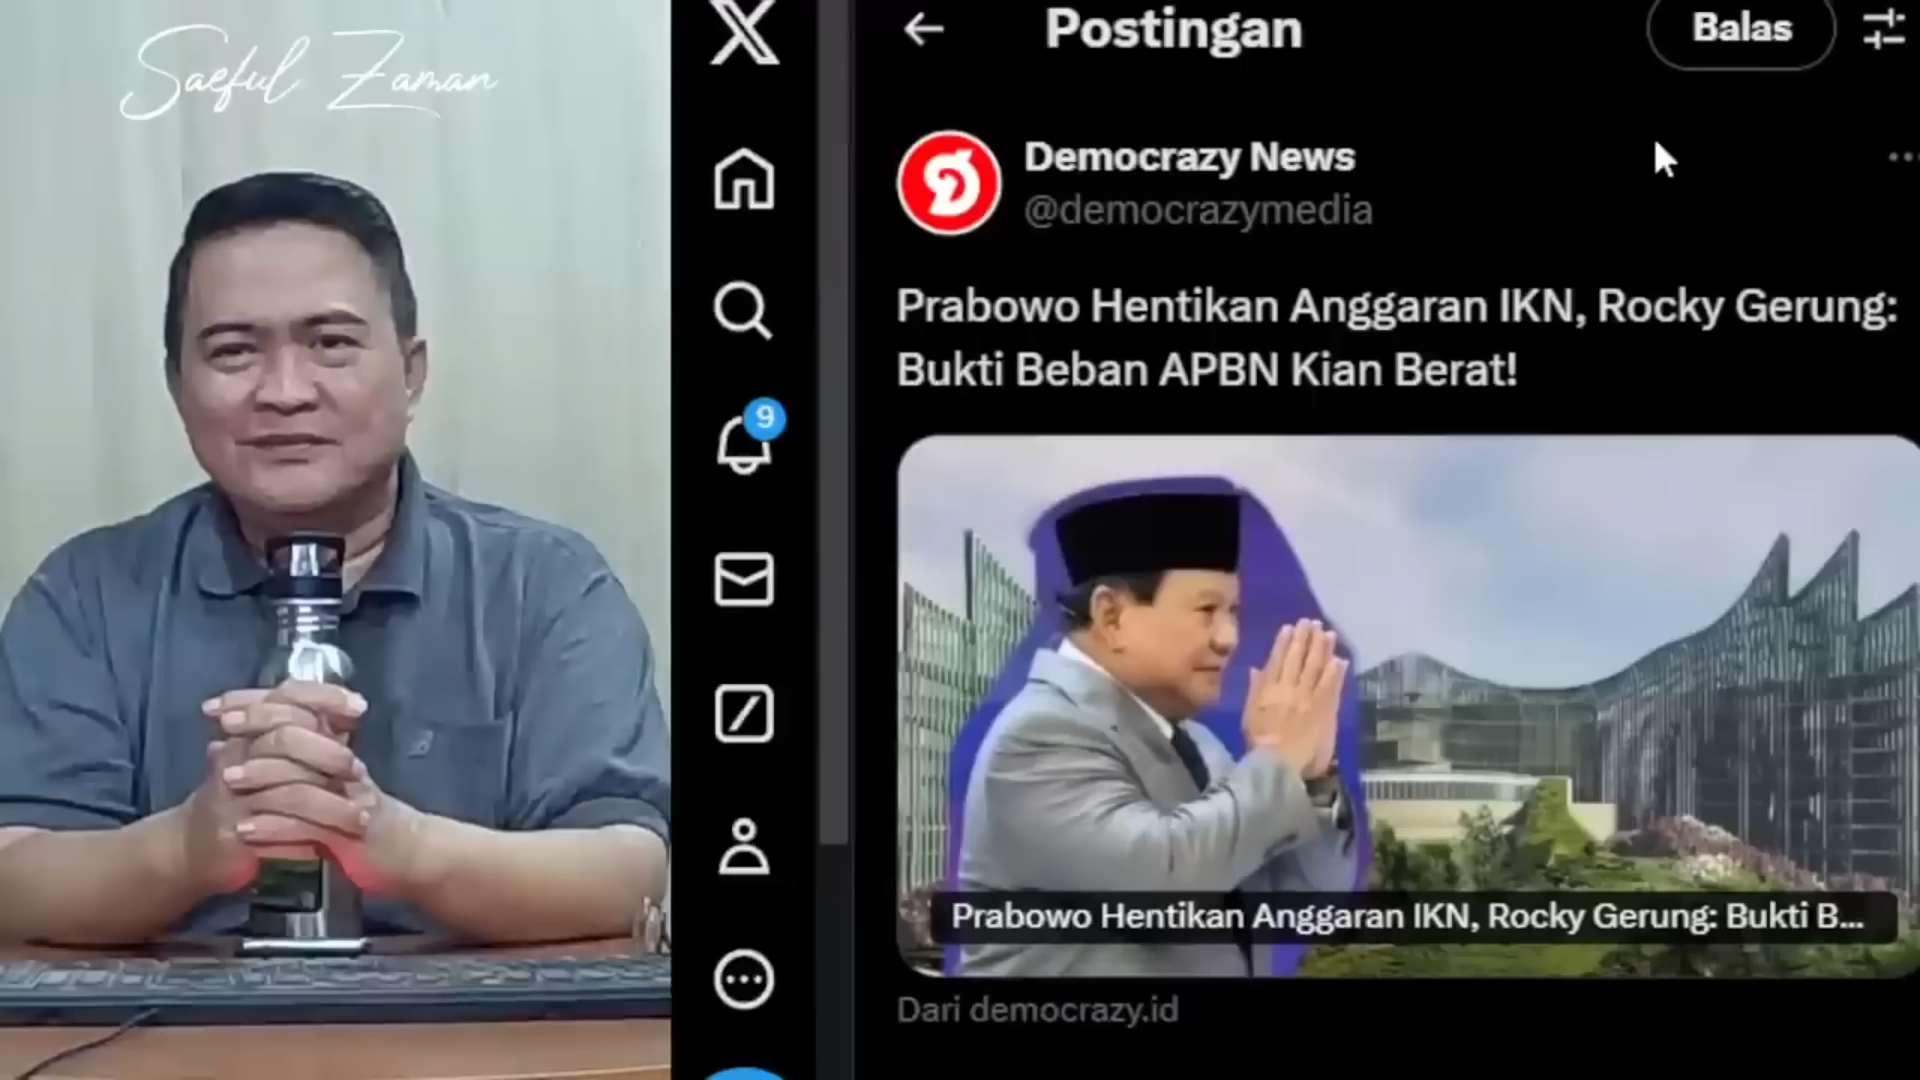 Saeful Zaman
Postingan
Balas
Democrazy News
@democrazymedia
Prabowo Hentikan Anggaran IKN, Rocky Gerung:
Bukti Beban APBN Kian Berat!
9
Prabowo Hentikan Anggaran IKN, Rocky Gerung: Bukti B...
Dari democrazy.id